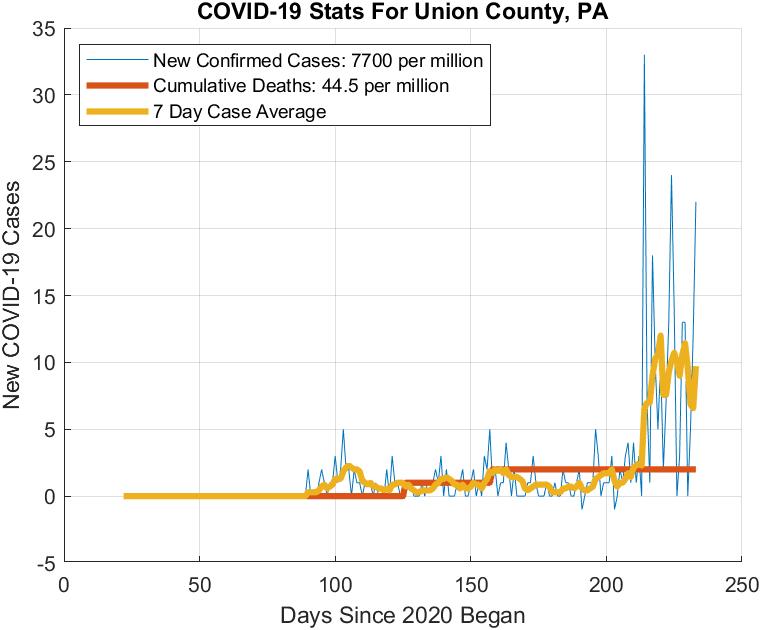 COVID-19 Stats For Union County, PA
New Confirmed Cases: 7700 per million
Cumulative Deaths: 44.5 per million
7 Day Case Average
New COVID-19 Cases
35
30
25
20
15
10
5
0
-5
0 50 100 150 200 250
Days Since 2020 Began